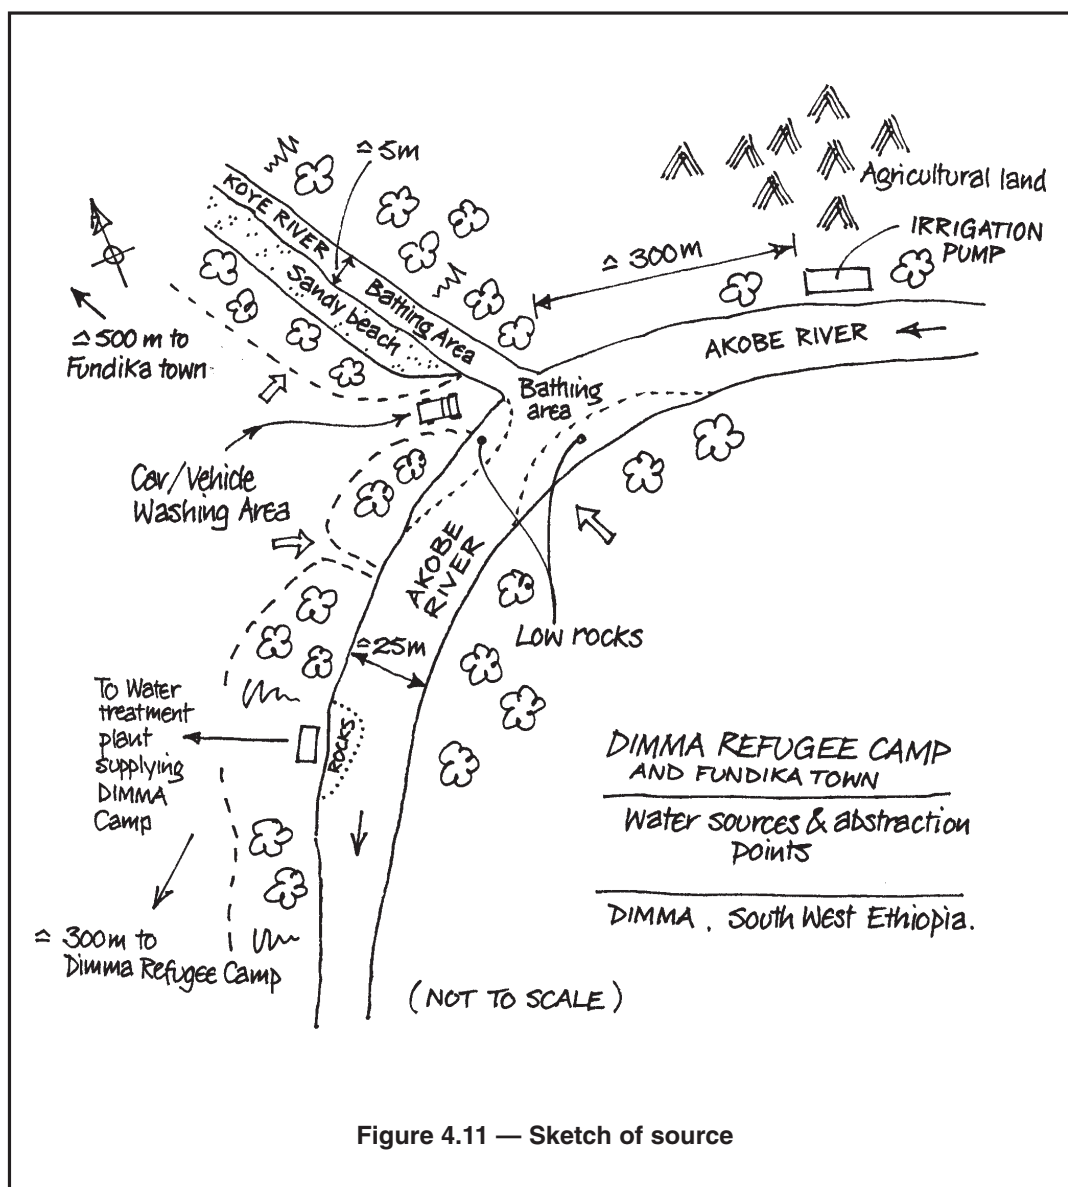 ≏ 5m
KOYE RIVER
Agricultural land
IRRIGATION
PUMP
≏ 300m
Bathing Area
Sandy beach
≏ 500 m to
Fundika town
AKOBE RIVER
Bathing
area
Car/Vehicle
Washing Area
AKOBE
RIVER
Low rocks
≏ 25m
To Water
treatment
plant
supplying
DIMMA
Camp
ROCKS
DIMMA REFUGEE CAMP
AND FUNDIKA TOWN
Water sources & abstraction
points
DIMMA, South West Ethiopia.
≏ 300m to
Dimma Refugee Camp
(NOT TO SCALE)
Figure 4.11 — Sketch of source